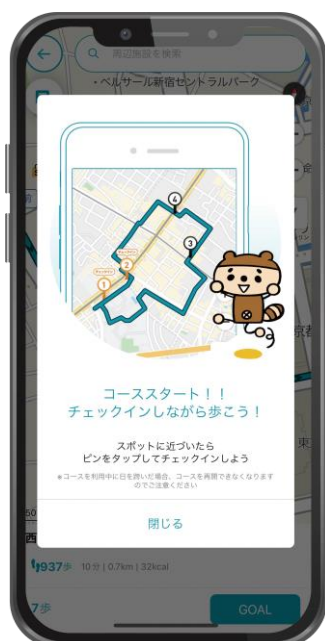 周辺施設を検索
・ベルサール新宿セントラルパーク
4
3
2
1
コーススタート！！
チェックインしながら歩こう！
スポットに近づいたら
ピンをタップしてチェックインしよう
※コースを利用中に日を跨いだ場合、コースを再開できなくなります
のでご注意ください
閉じる
937歩 10分 | 0.7km | 32kcal
7歩
GOAL